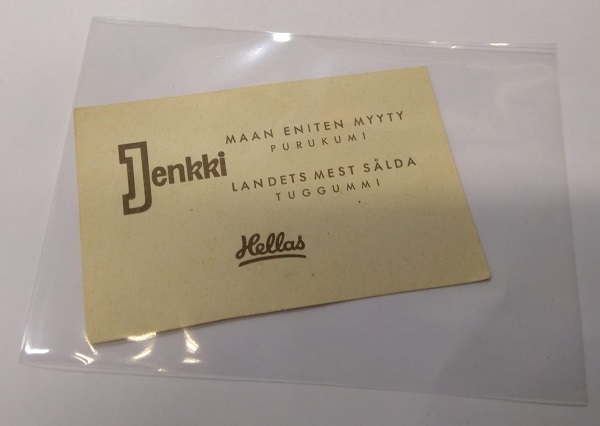 Jenkki
MAAN ENITEN MYYTY
PURUKUMI
LANDETS MEST SÅLDA
TUGGUMMI
Hellas